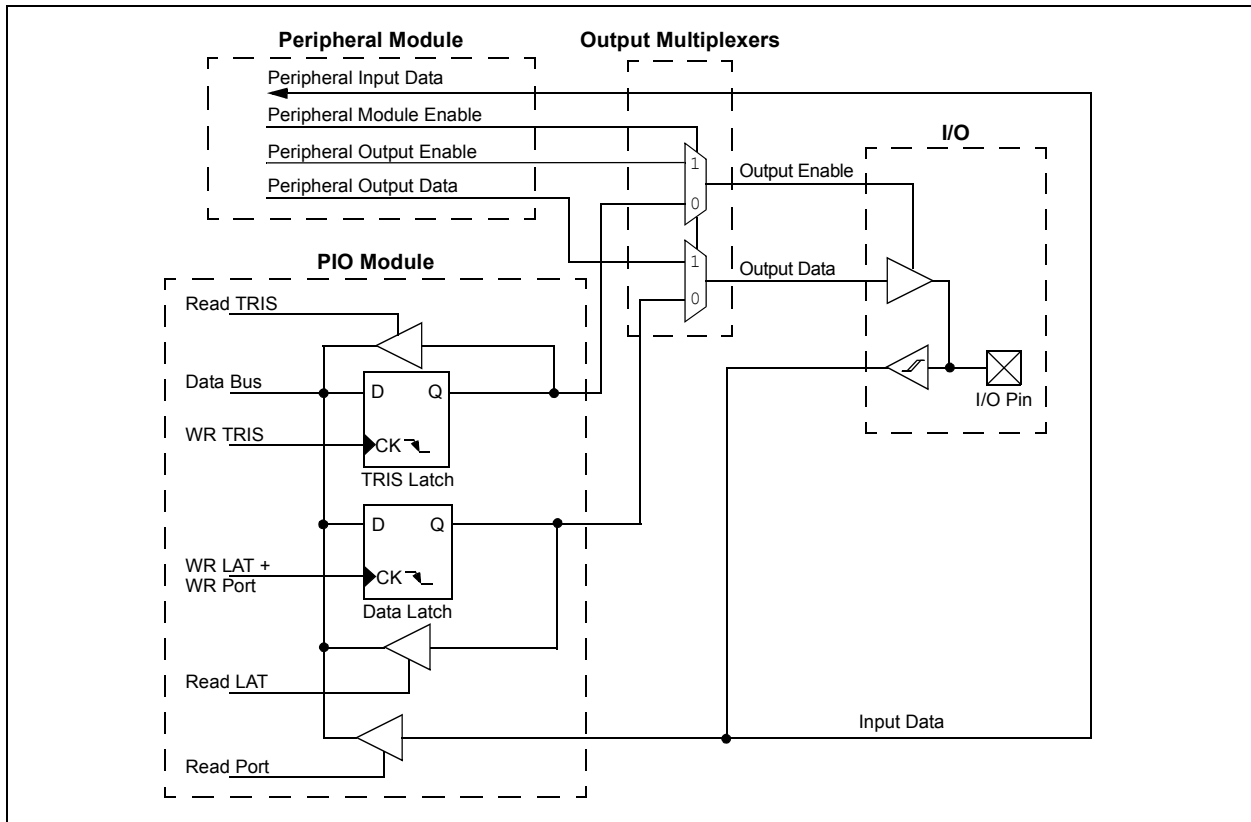 Peripheral Module
Output Multiplexers
Peripheral Input Data
Peripheral Module Enable
I/O
Peripheral Output Enable
1
Output Enable
Peripheral Output Data
0
PIO Module
1
Output Data
Read TRIS
0
Data Bus
D Q
I/O Pin
WR TRIS
CK
TRIS Latch
D Q
WR LAT +
WR Port
CK
Data Latch
Read LAT
Input Data
Read Port